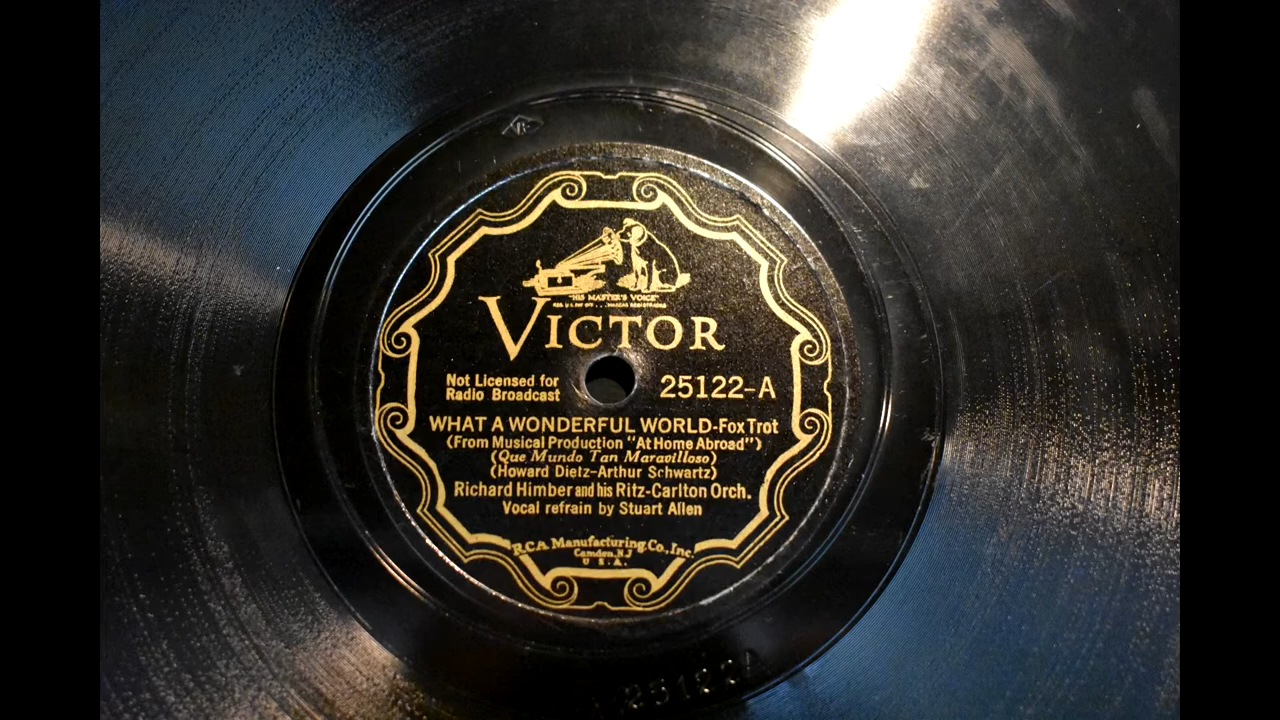 "HIS MASTER'S VOICE"
VICTOR
Not Licensed for
Radio Broadcast
25122-A
WHAT A WONDERFUL WORLD-Fox Trot
(From Musical Production "At Home Abroad")
(Que Mundo Tan Maravilloso)
(Howard Dietz-Arthur Schwartz)
Richard Himber and his Ritz-Carlton Orch.
Vocal refrain by Stuart Allen
R.C.A. Manufacturing Co., Inc.
Camden, N.J.
U.S.A.